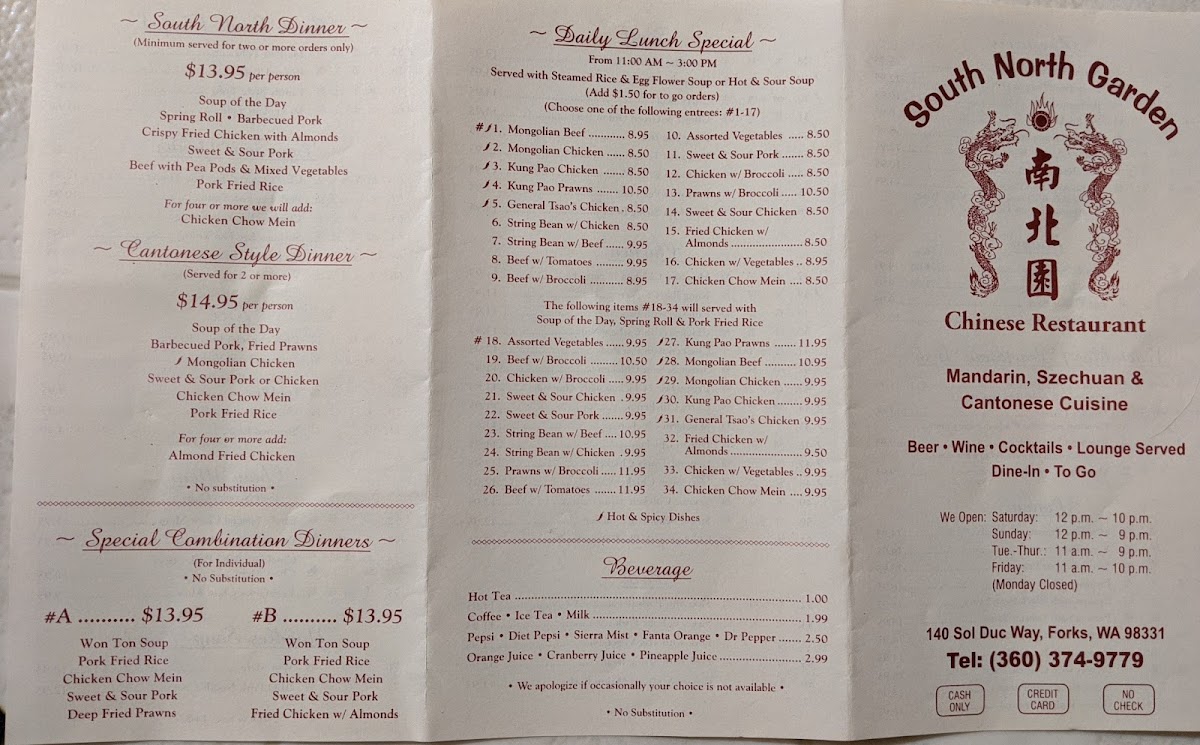 ~ South North Dinner ~
(Minimum served for two or more orders only)
$13.95 per person
Soup of the Day
Spring Roll • Barbecued Pork
Crispy Fried Chicken with Almonds
Sweet & Sour Pork
Beef with Pea Pods & Mixed Vegetables
Pork Fried Rice
For four or more we will add:
Chicken Chow Mein
~ Cantonese Style Dinner ~
(Served for 2 or more)
$14.95 per person
Soup of the Day
Barbecued Pork, Fried Prawns
Mongolian Chicken
Sweet & Sour Pork or Chicken
Chicken Chow Mein
Pork Fried Rice
For four or more add:
Almond Fried Chicken
• No substitution •
~ Special Combination Dinners ~
(For Individual)
• No Substitution •
#A .......... $13.95
Won Ton Soup
Pork Fried Rice
Chicken Chow Mein
Sweet & Sour Pork
Deep Fried Prawns
#B .......... $13.95
Won Ton Soup
Pork Fried Rice
Chicken Chow Mein
Sweet & Sour Pork
Fried Chicken w/ Almonds
~ Daily Lunch Special ~
From 11:00 AM ~ 3:00 PM
Served with Steamed Rice & Egg Flower Soup or Hot & Sour Soup
(Add $1.50 for to go orders)
(Choose one of the following entrees: #1-17)
# 1. Mongolian Beef ........... 8.95
2. Mongolian Chicken ...... 8.50
3. Kung Pao Chicken ....... 8.50
4. Kung Pao Prawns ....... 10.50
5. General Tsao's Chicken . 8.50
6. String Bean w/ Chicken 8.50
7. String Bean w/ Beef ...... 9.95
8. Beef w/ Tomatoes ......... 9.95
9. Beef w/ Broccoli ........... 8.95
10. Assorted Vegetables ..... 8.50
11. Sweet & Sour Pork ....... 8.50
12. Chicken w/ Broccoli ..... 8.50
13. Prawns w/ Broccoli ..... 10.50
14. Sweet & Sour Chicken 8.50
15. Fried Chicken w/
Almonds ........................ 8.50
16. Chicken w/ Vegetables .. 8.95
17. Chicken Chow Mein .... 8.50
The following items #18-34 will served with
Soup of the Day, Spring Roll & Pork Fried Rice
# 18. Assorted Vegetables ...... 9.95
19. Beef w/ Broccoli ......... 10.50
20. Chicken w/ Broccoli ..... 9.95
21. Sweet & Sour Chicken . 9.95
22. Sweet & Sour Pork ....... 9.95
23. String Bean w/ Beef .... 10.95
24. String Bean w/ Chicken . 9.95
25. Prawns w/ Broccoli ..... 11.95
26. Beef w/ Tomatoes ....... 11.95
27. Kung Pao Prawns ...... 11.95
28. Mongolian Beef .......... 10.95
29. Mongolian Chicken ...... 9.95
30. Kung Pao Chicken ........ 9.95
31. General Tsao's Chicken 9.95
32. Fried Chicken w/
Almonds ........................ 9.50
33. Chicken w/ Vegetables .. 9.95
34. Chicken Chow Mein .... 9.95
Hot & Spicy Dishes
Beverage
Hot Tea .......... 1.00
Coffee • Ice Tea • Milk .......... 1.99
Pepsi • Diet Pepsi • Sierra Mist • Fanta Orange • Dr Pepper ...... 2.50
Orange Juice • Cranberry Juice • Pineapple Juice .......... 2.99
• We apologize if occasionally your choice is not available •
• No Substitution •
South North Garden
南
北
園
Chinese Restaurant
Mandarin, Szechuan &
Cantonese Cuisine
Beer • Wine • Cocktails • Lounge Served
Dine-In • To Go
We Open: Saturday: 12 p.m. ~ 10 p.m.
Sunday: 12 p.m. ~ 9 p.m.
Tue.-Thur.: 11 a.m. ~ 9 p.m.
Friday: 11 a.m. ~ 10 p.m.
(Monday Closed)
140 Sol Duc Way, Forks, WA 98331
Tel: (360) 374-9779
CASH
ONLY
CREDIT
CARD
NO
CHECK